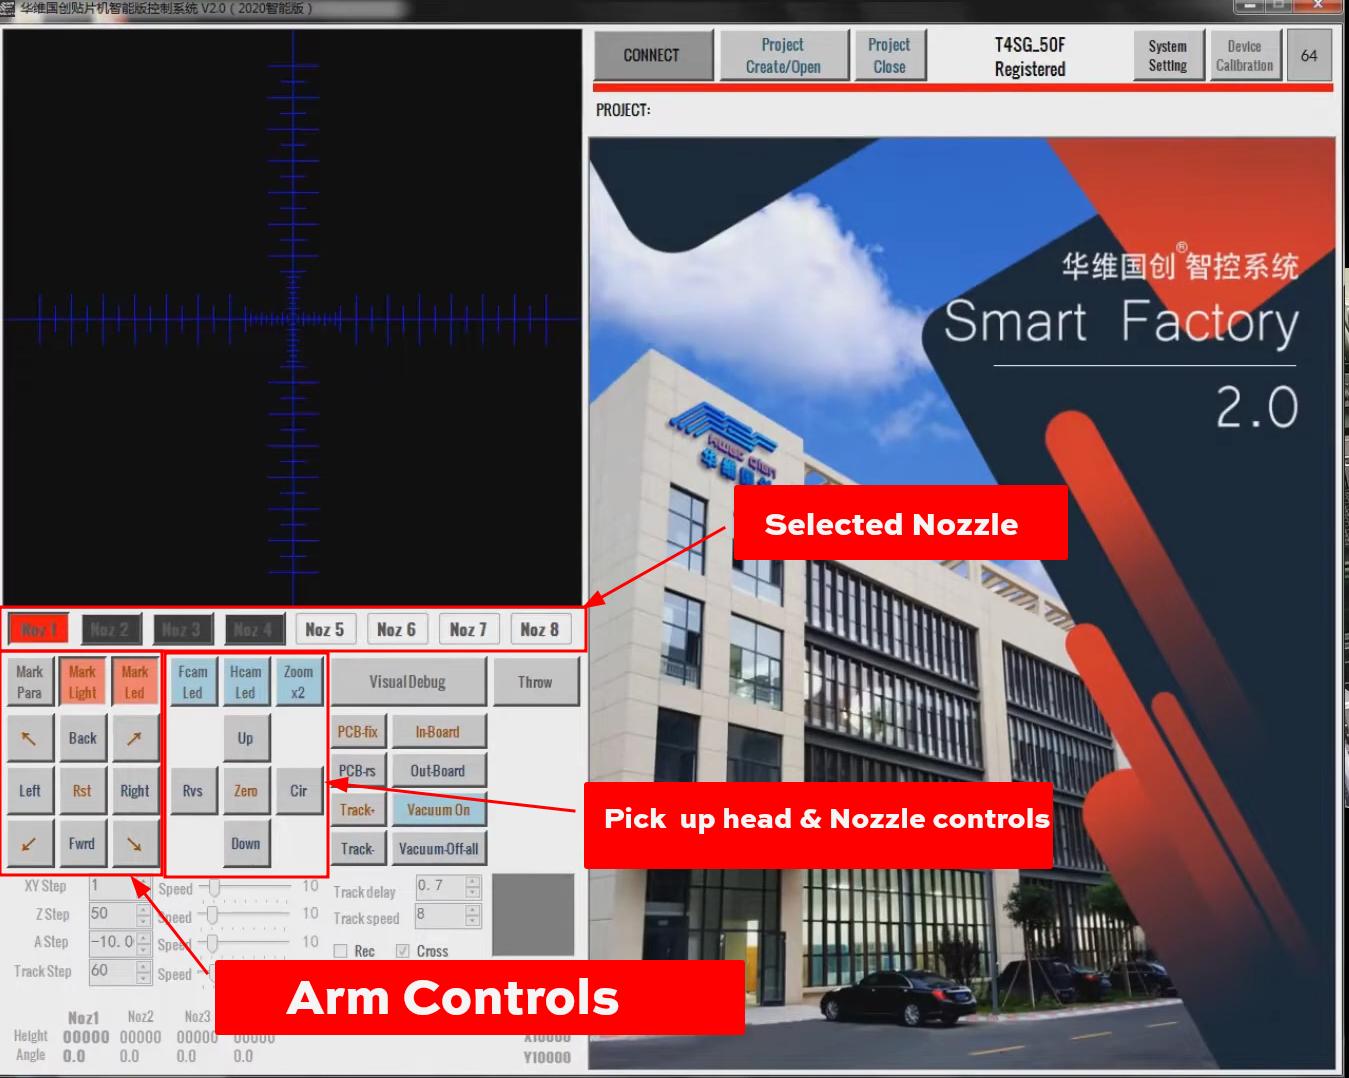 华维国创贴片机智能版控制系统 V2.0 ( 2020智能版 )
CONNECT
Project
Create/Open
Project
Close
T4SG_50F
Registered
System
Setting
Device
Calibration
64
PROJECT:
华维国创®智控系统
Smart Factory
2.0
HWEC GIEN
华维国创
Selected Nozzle
Noz 1
Noz 2
Noz 3
Noz 4
Noz 5
Noz 6
Noz 7
Noz 8
Mark
Para
Mark
Light
Mark
Led
Fcam
Led
Hcam
Led
Zoom
x2
Visual Debug
Throw
↖
Back
↗
Up
PCB-fix
In-Board
Left
Rst
Right
Rvs
Zero
Cir
PCB-rs
Out-Board
Track+
Vacuum On
Pick up head & Nozzle controls
↙
Fwrd
↘
Down
Track-
Vacuum-Off-all
XY Step 1 Speed 10
Z Step 50 Speed 10
A Step -10.0 Speed 10
Track Step 60 Speed
Track delay 0.7
Track speed 8
Rec
Cross
Arm Controls
Noz1 Noz2 Noz3
Height 00000 00000 00000 00000
Angle 0.0 0.0 0.0 0.0
X10000
Y10000